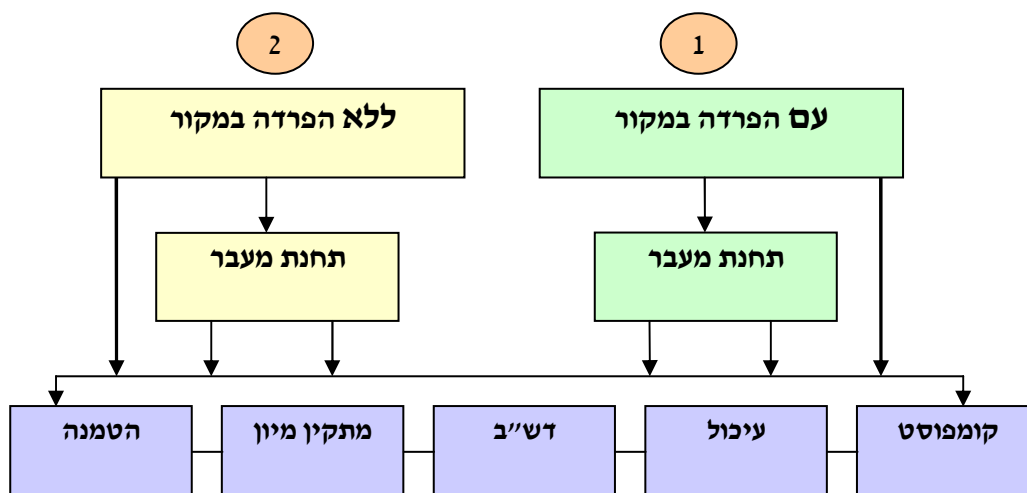 1
2
עם הפרדה במקור
ללא הפרדה במקור
תחנת מעבר
תחנת מעבר
קומפוסט
עיכול
דש״ב
מתקין מיון
הטמנה